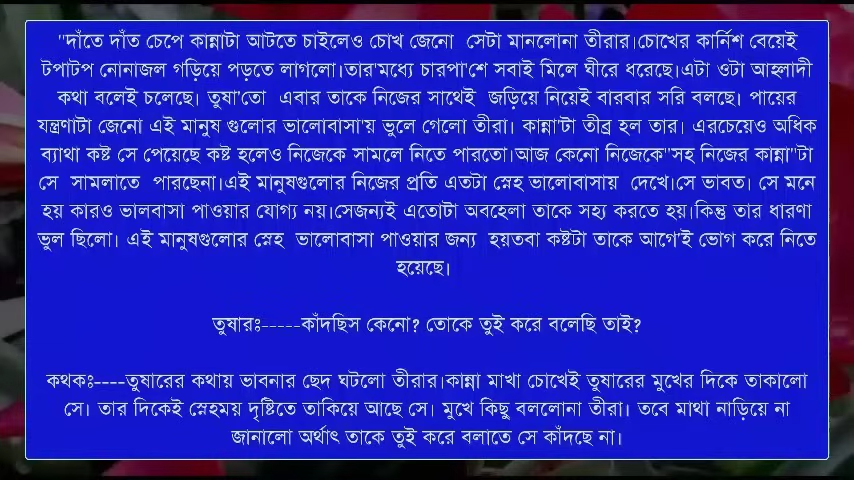 "দাঁতে দাঁত চেপে কান্নাটা আটতে চাইলেও চোখ জেনো সেটা মানলোনা তীরার।চোখের কার্নিশ বেয়েই
টপাটপ নোনাজল গড়িয়ে পড়তে লাগলো।তার'মধ্যে চারপা'শে সবাই মিলে ঘীরে ধরেছে।এটা ওটা আহ্লাদী
কথা বলেই চলেছে। তুষা'তো এবার তাকে নিজের সাথেই জড়িয়ে নিয়েই বারবার সরি বলছে। পায়ের
যন্ত্রণাটা জেনো এই মানুষ গুলোর ভালোবাসা'য় ভুলে গেলো তীরা। কান্না'টা তীব্র হল তার। এরচেয়েও অধিক
ব্যাথা কষ্ট সে পেয়েছে কষ্ট হলেও নিজেকে সামলে নিতে পারতো।আজ কেনো নিজেকে"সহ নিজের কান্না"টা
সে সামলাতে পারছেনা।এই মানুষগুলোর নিজের প্রতি এতটা স্নেহ ভালোবাসায় দেখে।সে ভাবত। সে মনে
হয় কারও ভালবাসা পাওয়ার যোগ্য নয়।সেজন্যই এতোটা অবহেলা তাকে সহ্য করতে হয়।কিন্তু তার ধারণা
ভুল ছিলো। এই মানুষগুলোর স্নেহ ভালোবাসা পাওয়ার জন্য হয়তবা কষ্টটা তাকে আগে'ই ভোগ করে নিতে
হয়েছে।
তুষারঃ-----কাঁদছিস কেনো? তোকে তুই করে বলেছি তাই?
কথকঃ----তুষারের কথায় ভাবনার ছেদ ঘটলো তীরার।কান্না মাখা চোখেই তুষারের মুখের দিকে তাকালো
সে। তার দিকেই স্নেহময় দৃষ্টিতে তাকিয়ে আছে সে। মুখে কিছু বললোনা তীরা। তবে মাথা নাড়িয়ে না
জানালো অর্থাৎ তাকে তুই করে বলাতে সে কাঁদছে না।